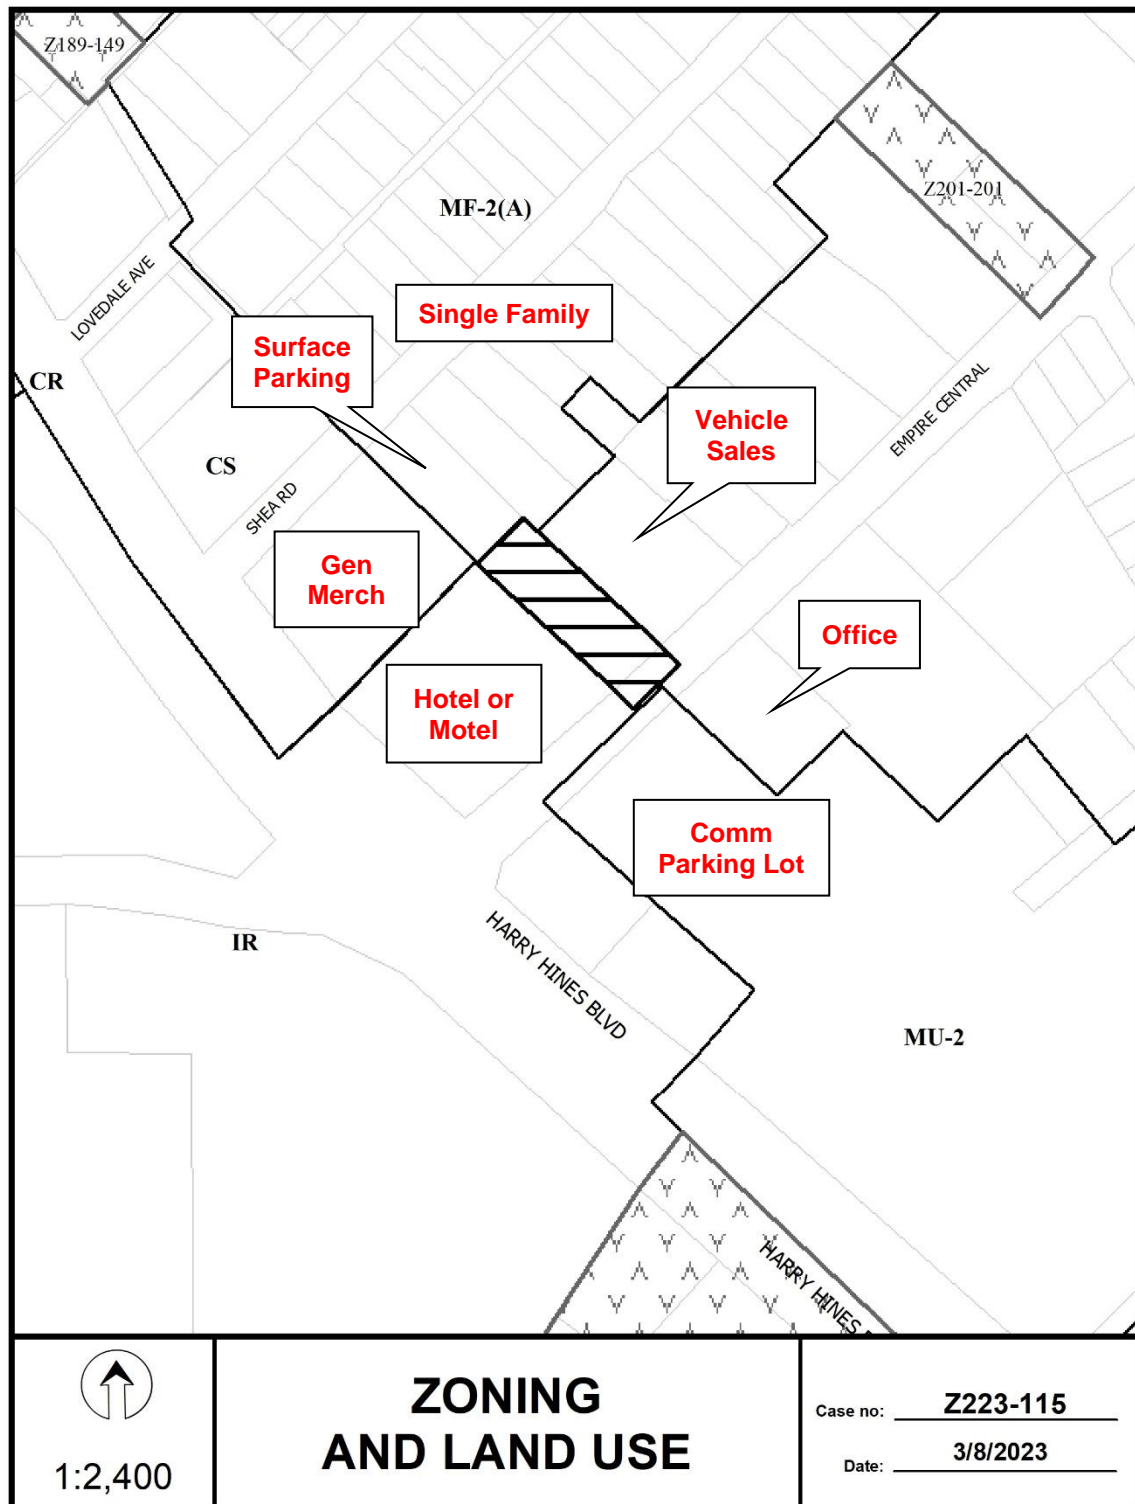 Z189-149
Z201-201
MF-2(A)
LOVEDALE AVE
Single Family
Surface
Parking
CR
Vehicle
Sales
EMPIRE CENTRAL
CS
SHEA RD
Gen
Merch
Office
Hotel or
Motel
Comm
Parking Lot
HARRY HINES BLVD
IR
MU-2
HARRY HINES
ZONING
AND LAND USE
1:2,400
Case no: Z223-115
Date: 3/8/2023